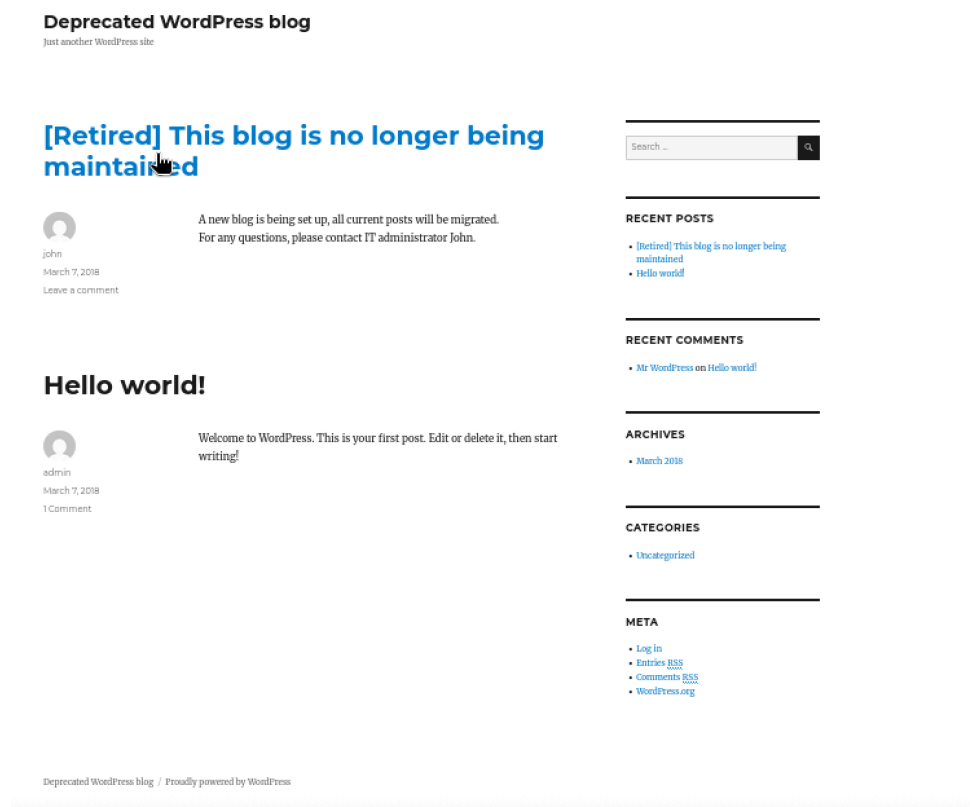 Deprecated WordPress blog
Just another WordPress site
[Retired] This blog is no longer being
maintained
john
March 7, 2018
Leave a comment
A new blog is being set up, all current posts will be migrated.
For any questions, please contact IT administrator John.
Hello world!
admin
March 7, 2018
1 Comment
Welcome to WordPress. This is your first post. Edit or delete it, then start
writing!
Search ...
RECENT POSTS
[Retired] This blog is no longer being
maintained
Hello world!
RECENT COMMENTS
Mr WordPress on Hello world!
ARCHIVES
March 2018
CATEGORIES
Uncategorized
META
Log in
Entries RSS
Comments RSS
WordPress.org
Deprecated WordPress blog / Proudly powered by WordPress